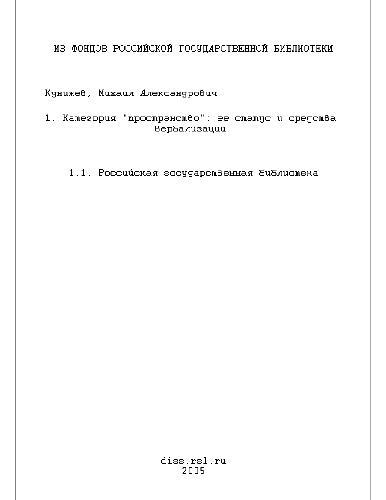 ИЗ ФОНДОВ РОССИЙСКОЙ ГОСУДАРСТВЕННОЙ БИБЛИОТЕКИ
Кунижев, Михаил Александрович
1. Категория "пространство": ее статус и средства
вербализации
1.1. Российская государственная библиотека
diss.rsl.ru
2005